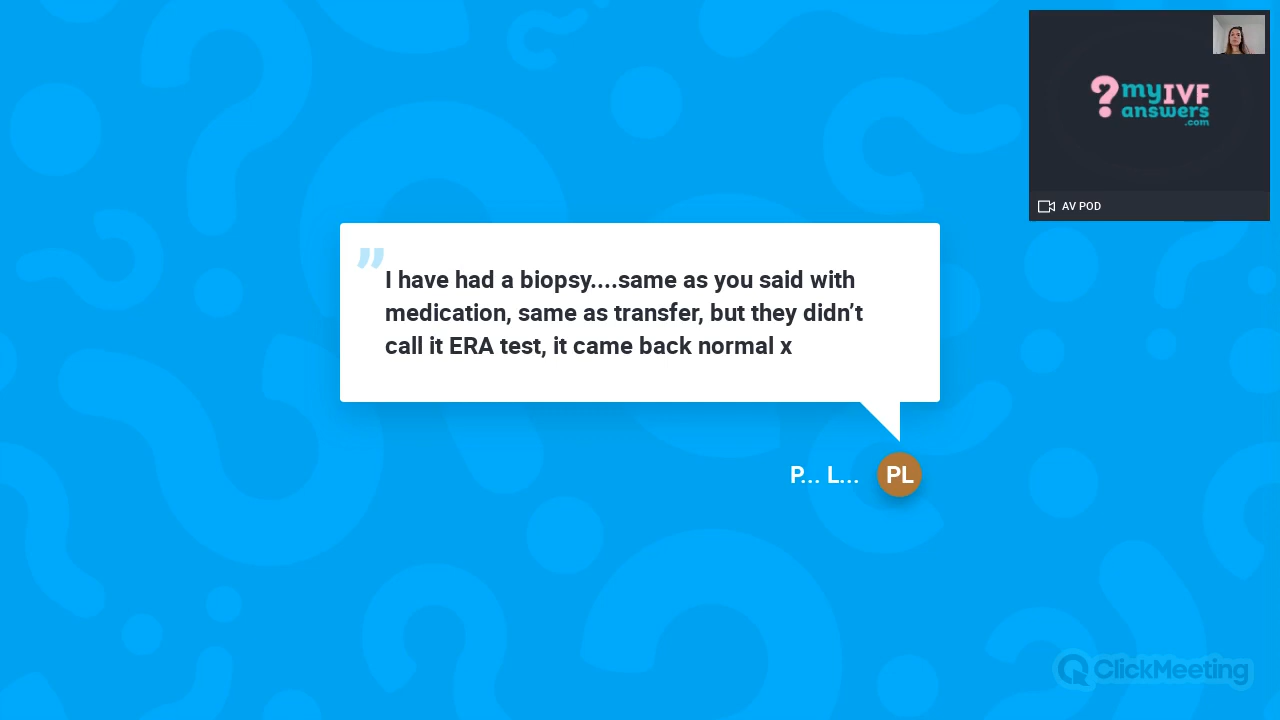 myIVF
answers
.com
AV POD
I have had a biopsy....same as you said with
medication, same as transfer, but they didn’t
call it ERA test, it came back normal x
P... L... PL
ClickMeeting